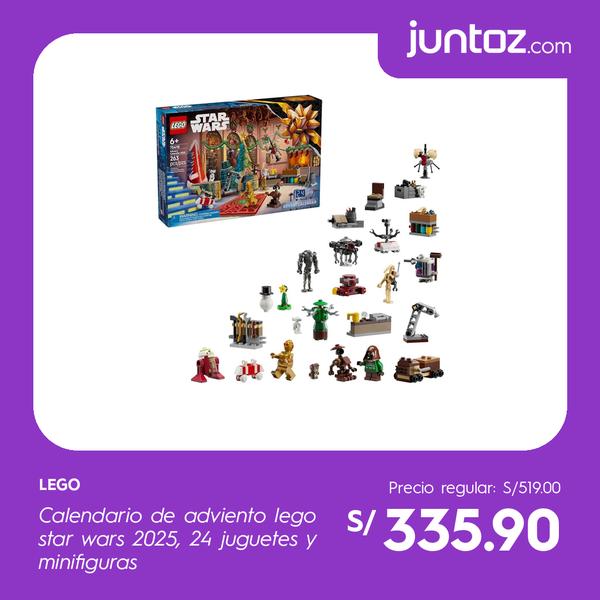 juntoz.com
LEGO
STAR
WARS
6+
263
LEGO
Precio regular: S/519.00
Calendario de adviento lego
star wars 2025, 24 juguetes y
minifiguras
S/ 335.90